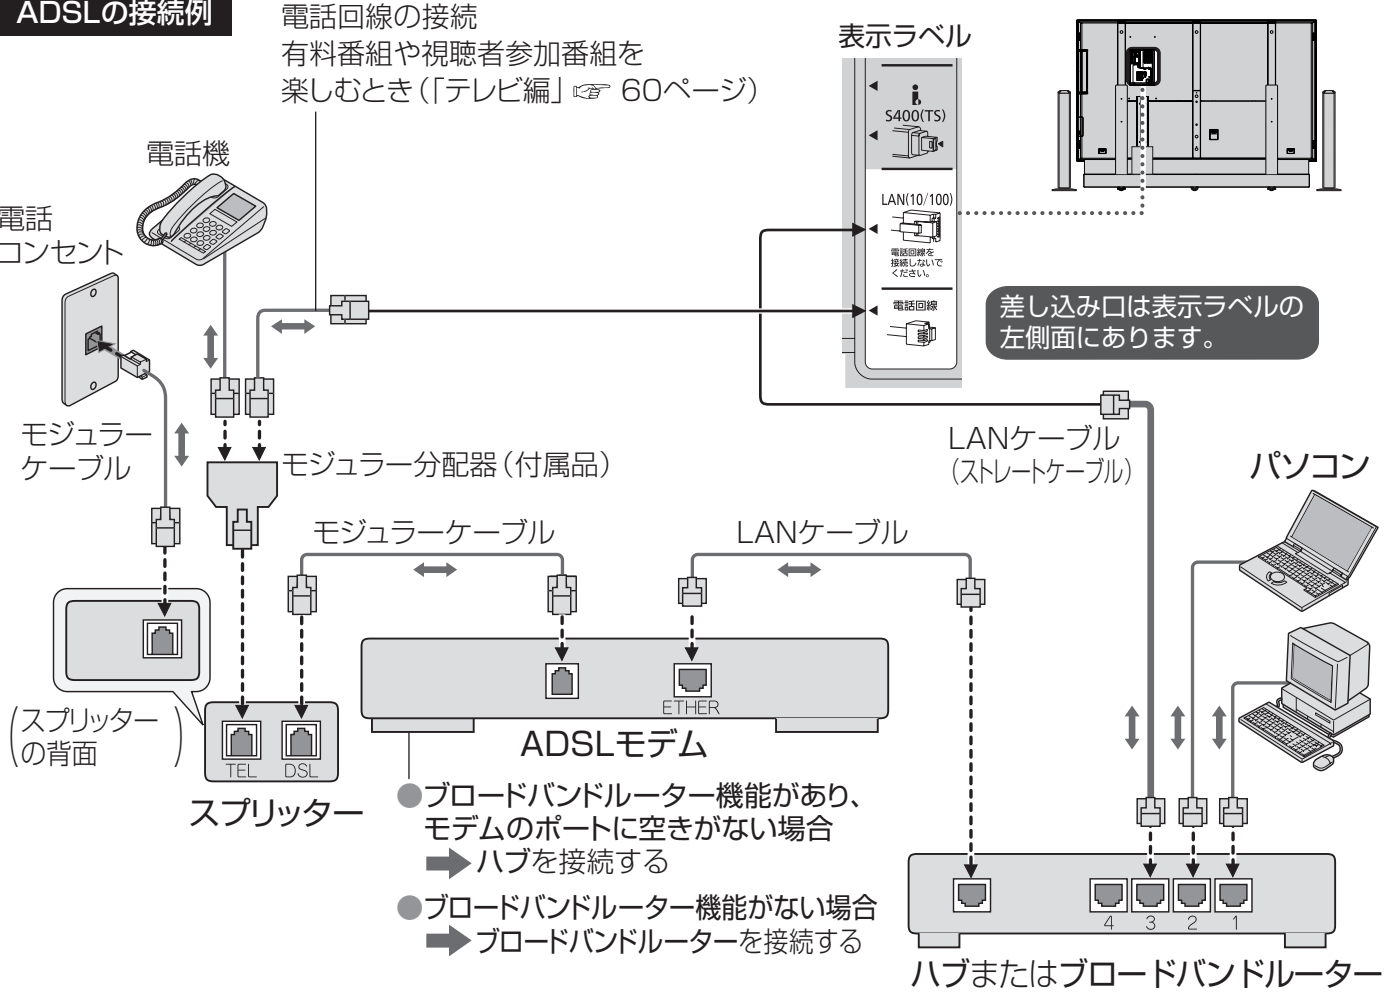 ADSLの接続例
電話回線の接続
有料番組や視聴者参加番組を
楽しむとき(「テレビ編」☞ 60ページ)
表示ラベル
S400(TS)
LAN(10/100)
電話回線を
接続しないで
ください。
電話回線
差し込み口は表示ラベルの
左側面にあります。
電話機
電話
コンセント
モジュラー
ケーブル
モジュラー分配器(付属品)
モジュラーケーブル
LANケーブル
LANケーブル
(ストレートケーブル)
パソコン
(スプリッター
の背面)
TEL
DSL
スプリッター
ETHER
ADSLモデム
●ブロードバンドルーター機能があり、
モデムのポートに空きがない場合
➡ハブを接続する
●ブロードバンドルーター機能がない場合
➡ブロードバンドルーターを接続する
4 3 2 1
ハブまたはブロードバンドルーター